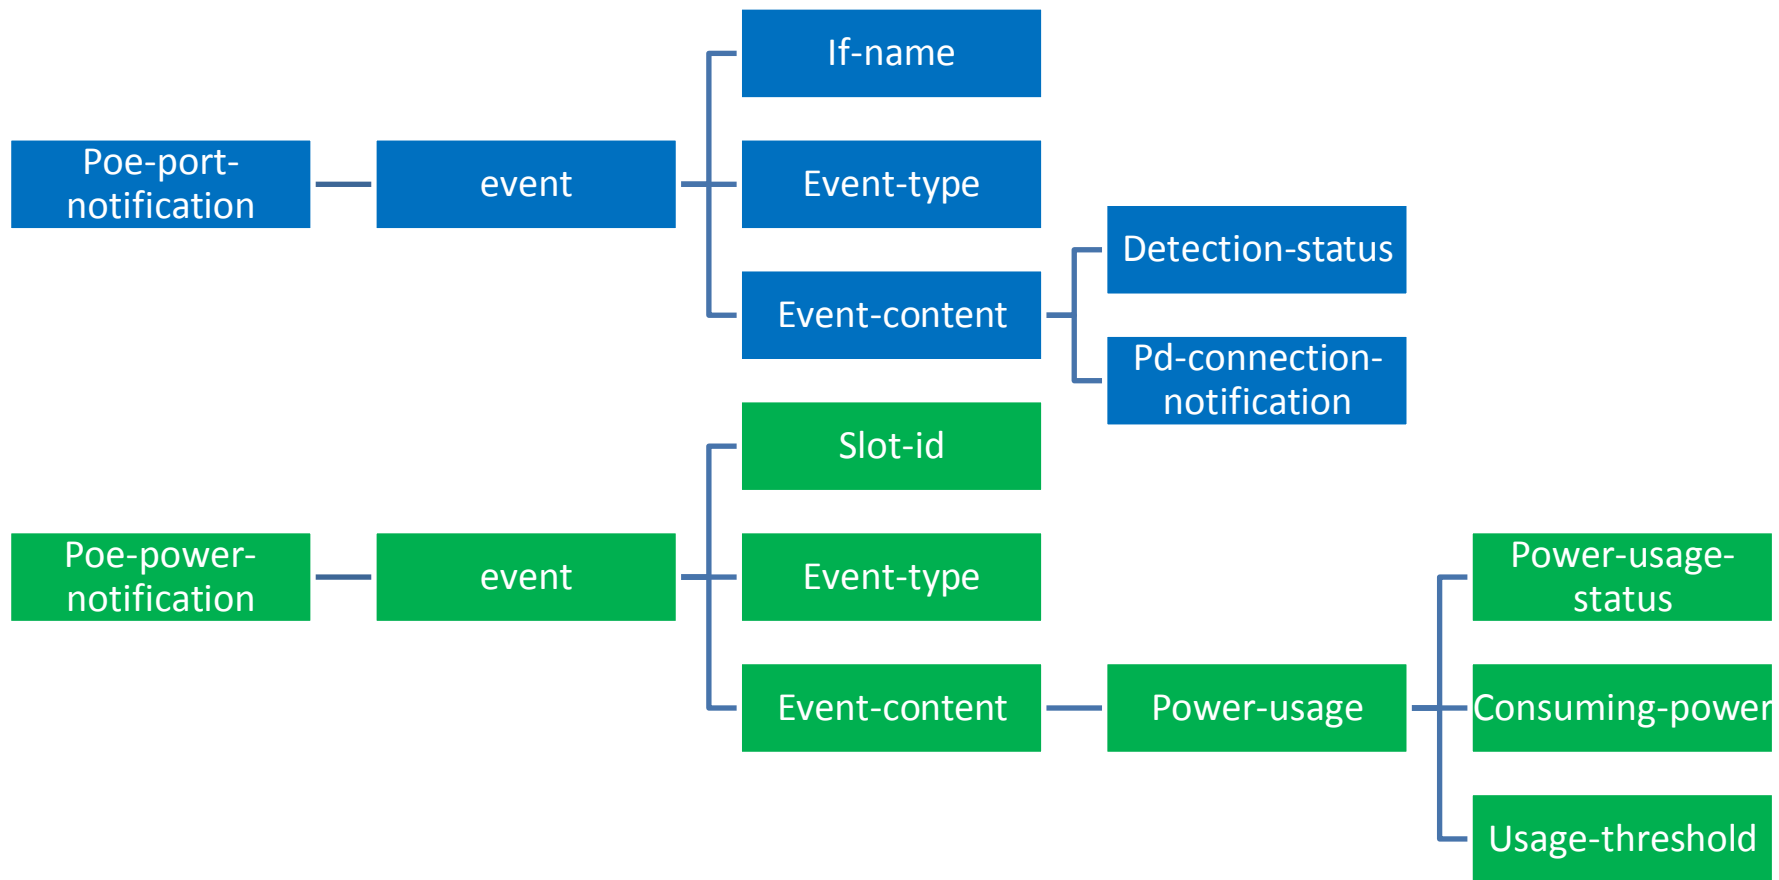 If-name
Poe-port-
notification
event
Event-type
Detection-status
Event-content
Pd-connection-
notification
Slot-id
Poe-power-
notification
event
Event-type
Power-usage-
status
Event-content
Power-usage
Consuming-power
Usage-threshold